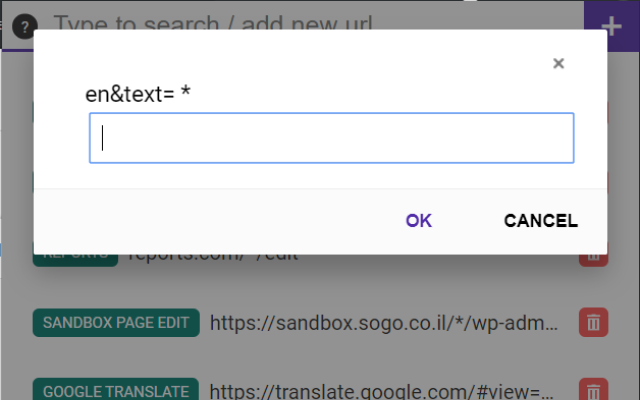 ? Type to search / add new url +
×
en&text= *
OK CANCEL
REPORTS reports.com/*/edit
SANDBOX PAGE EDIT https://sandbox.sogo.co.il/*/wp-adm...
GOOGLE TRANSLATE https://translate.google.com/#view=...